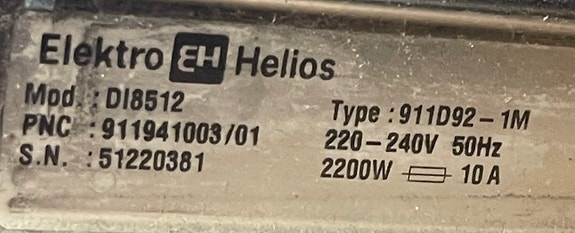 Elektro EH Helios
Mod : DI8512
PNC : 911941003/01
S.N. : 51220381
Type : 911D92-1M
220-240V 50Hz
2200W 10A